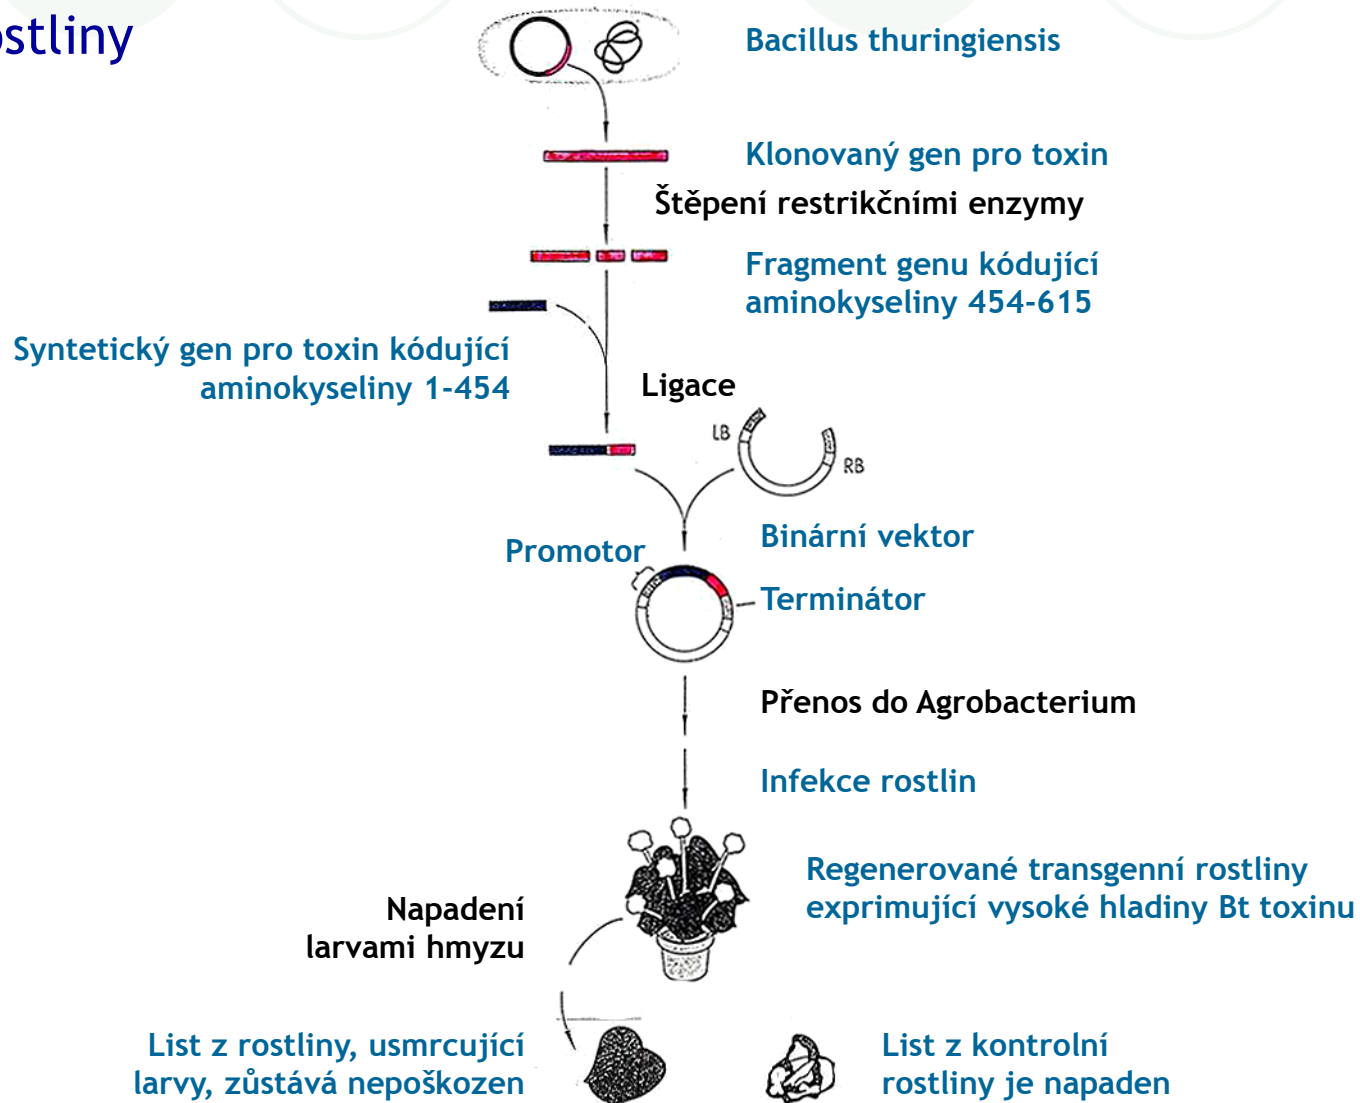 ostliny
Bacillus thuringiensis
Klonovaný gen pro toxin
Štěpení restrikčními enzymy
Fragment genu kódující
aminokyseliny 454-615
Syntetický gen pro toxin kódující
aminokyseliny 1-454
Ligace
LB
RB
Binární vektor
Promotor
Terminátor
Přenos do Agrobacterium
Infekce rostlin
Regenerované transgenní rostliny
exprimující vysoké hladiny Bt toxinu
Napadení
larvami hmyzu
List z rostliny, usmrcující
larvy, zůstává nepoškozen
List z kontrolní
rostliny je napaden